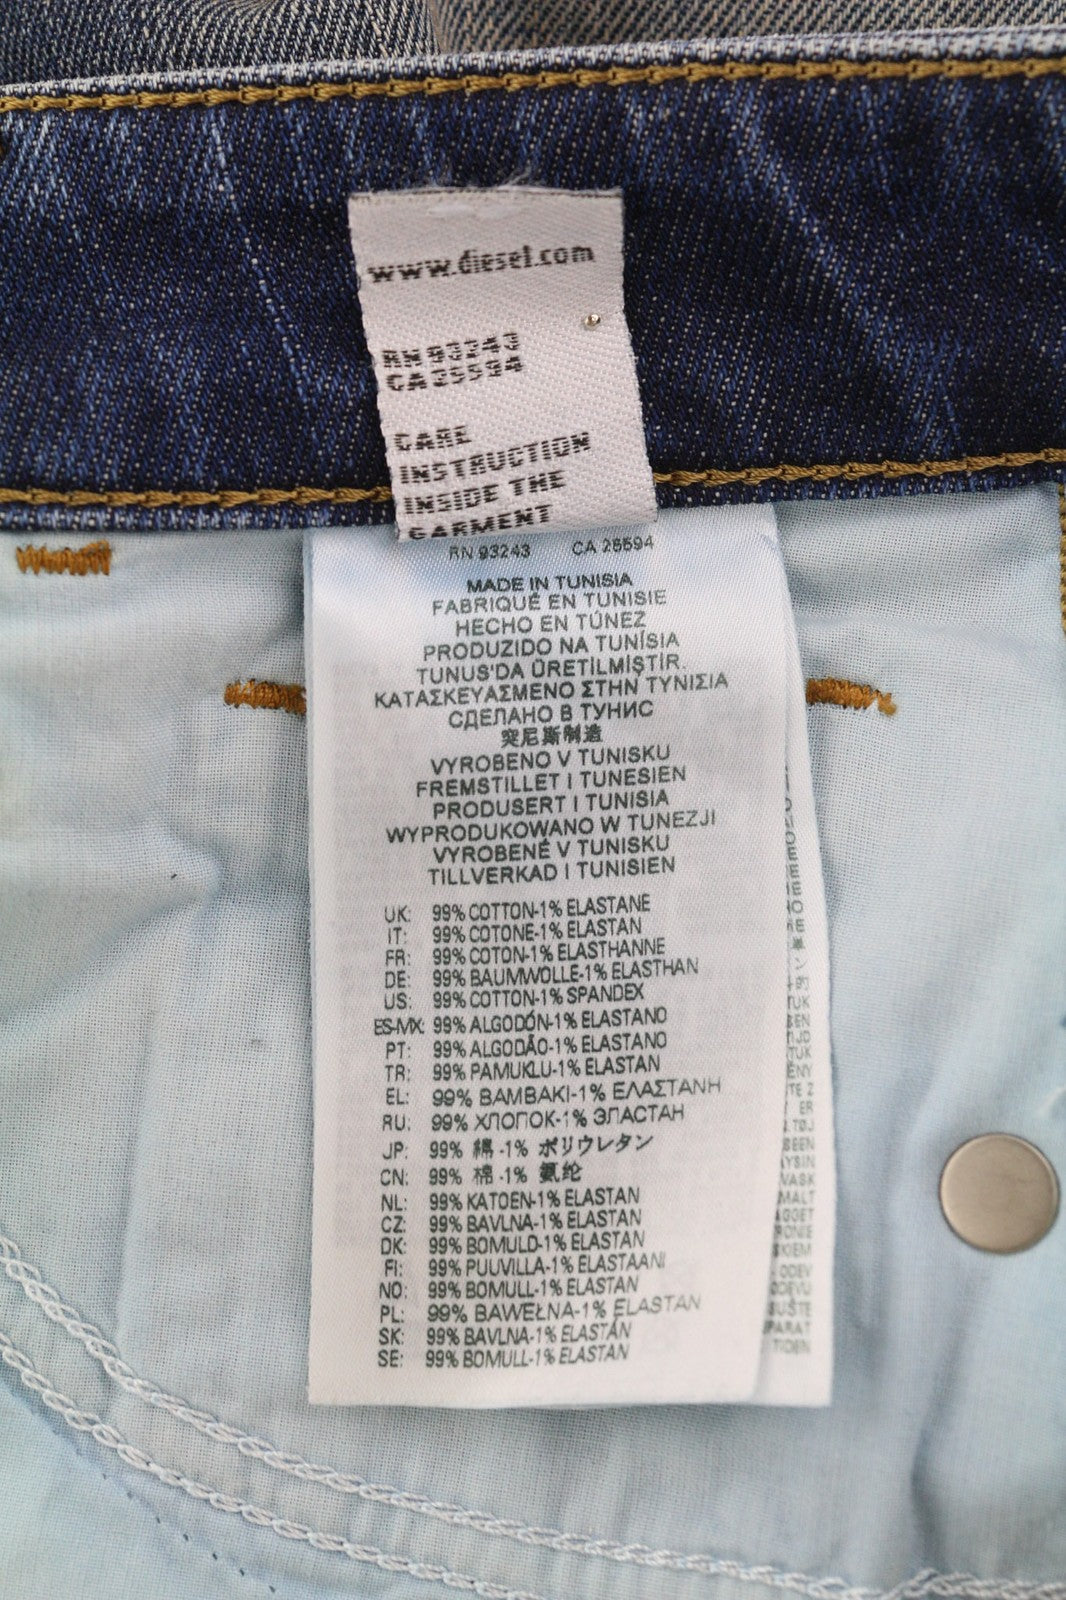 www.diesel.com
RN 93243
CA 25594
CARE
INSTRUCTION
INSIDE THE
GARMENT
RN 93243 CA 25594
MADE IN TUNISIA
FABRIQUÉ EN TUNISIE
HECHO EN TÚNEZ
PRODUZIDO NA TUNÍSIA
TUNUS'DA ÜRETİLMİŞTİR.
ΚΑΤΑΣΚΕΥΑΣΜΕΝΟ ΣΤΗΝ ΤΥΝΙΣΙΑ
СДЕЛАНО В ТУНИС
突尼斯制造
VYROBENO V TUNISKU
FREMSTILLET I TUNESIEN
PRODUSERT I TUNISIA
WYPRODUKOWANO W TUNEZJI
VYROBENÉ V TUNISKU
TILLVERKAD I TUNISIEN
UK: 99% COTTON-1% ELASTANE
IT: 99% COTONE-1% ELASTAN
FR: 99% COTON-1% ELASTHANNE
DE: 99% BAUMWOLLE-1% ELASTHAN
US: 99% COTTON-1% SPANDEX
ES-MX: 99% ALGODÓN-1% ELASTANO
PT: 99% ALGODÃO-1% ELASTANO
TR: 99% PAMUKLU-1% ELASTAN
EL: 99% ΒΑΜΒΑΚΙ-1% ΕΛΑΣΤΑΝΗ
RU: 99% ХЛОПОК-1% ЭЛАСТАН
JP: 99% 綿 -1% ポリウレタン
CN: 99% 棉 -1% 氨纶
NL: 99% KATOEN-1% ELASTAN
CZ: 99% BAVLNA-1% ELASTAN
DK: 99% BOMULD-1% ELASTAN
FI: 99% PUUVILLA-1% ELASTAANI
NO: 99% BOMULL-1% ELASTAN
PL: 99% BAWEŁNA-1% ELASTAN
SK: 99% BAVLNA-1% ELASTAN
SE: 99% BOMULL-1% ELASTAN